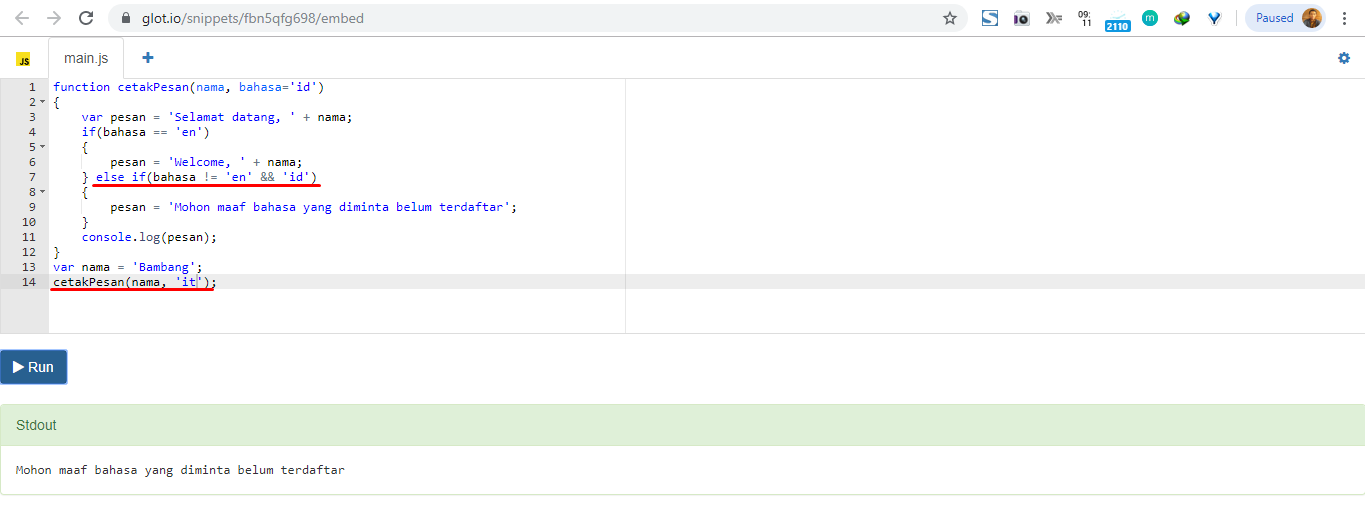 glot.io/snippets/fbn5qfg698/embed
09:
11
2110
m
Paused
JS
main.js
+
1 function cetakPesan(nama, bahasa='id')
2 {
3 var pesan = 'Selamat datang, ' + nama;
4 if(bahasa == 'en')
5 {
6 pesan = 'Welcome, ' + nama;
7 } else if(bahasa != 'en' && 'id')
8 {
9 pesan = 'Mohon maaf bahasa yang diminta belum terdaftar';
10 }
11 console.log(pesan);
12 }
13 var nama = 'Bambang';
14 cetakPesan(nama, 'it');
Run
Stdout
Mohon maaf bahasa yang diminta belum terdaftar